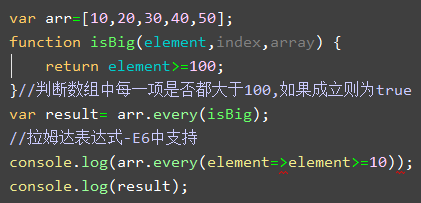 var arr=[10,20,30,40,50];
function isBig(element,index,array) {
    return element>=100;
}//判断数组中每一项是否都大于100,如果成立则为true
var result= arr.every(isBig);
//拉姆达表达式-E6中支持
console.log(arr.every(element=>element>=10));
console.log(result);